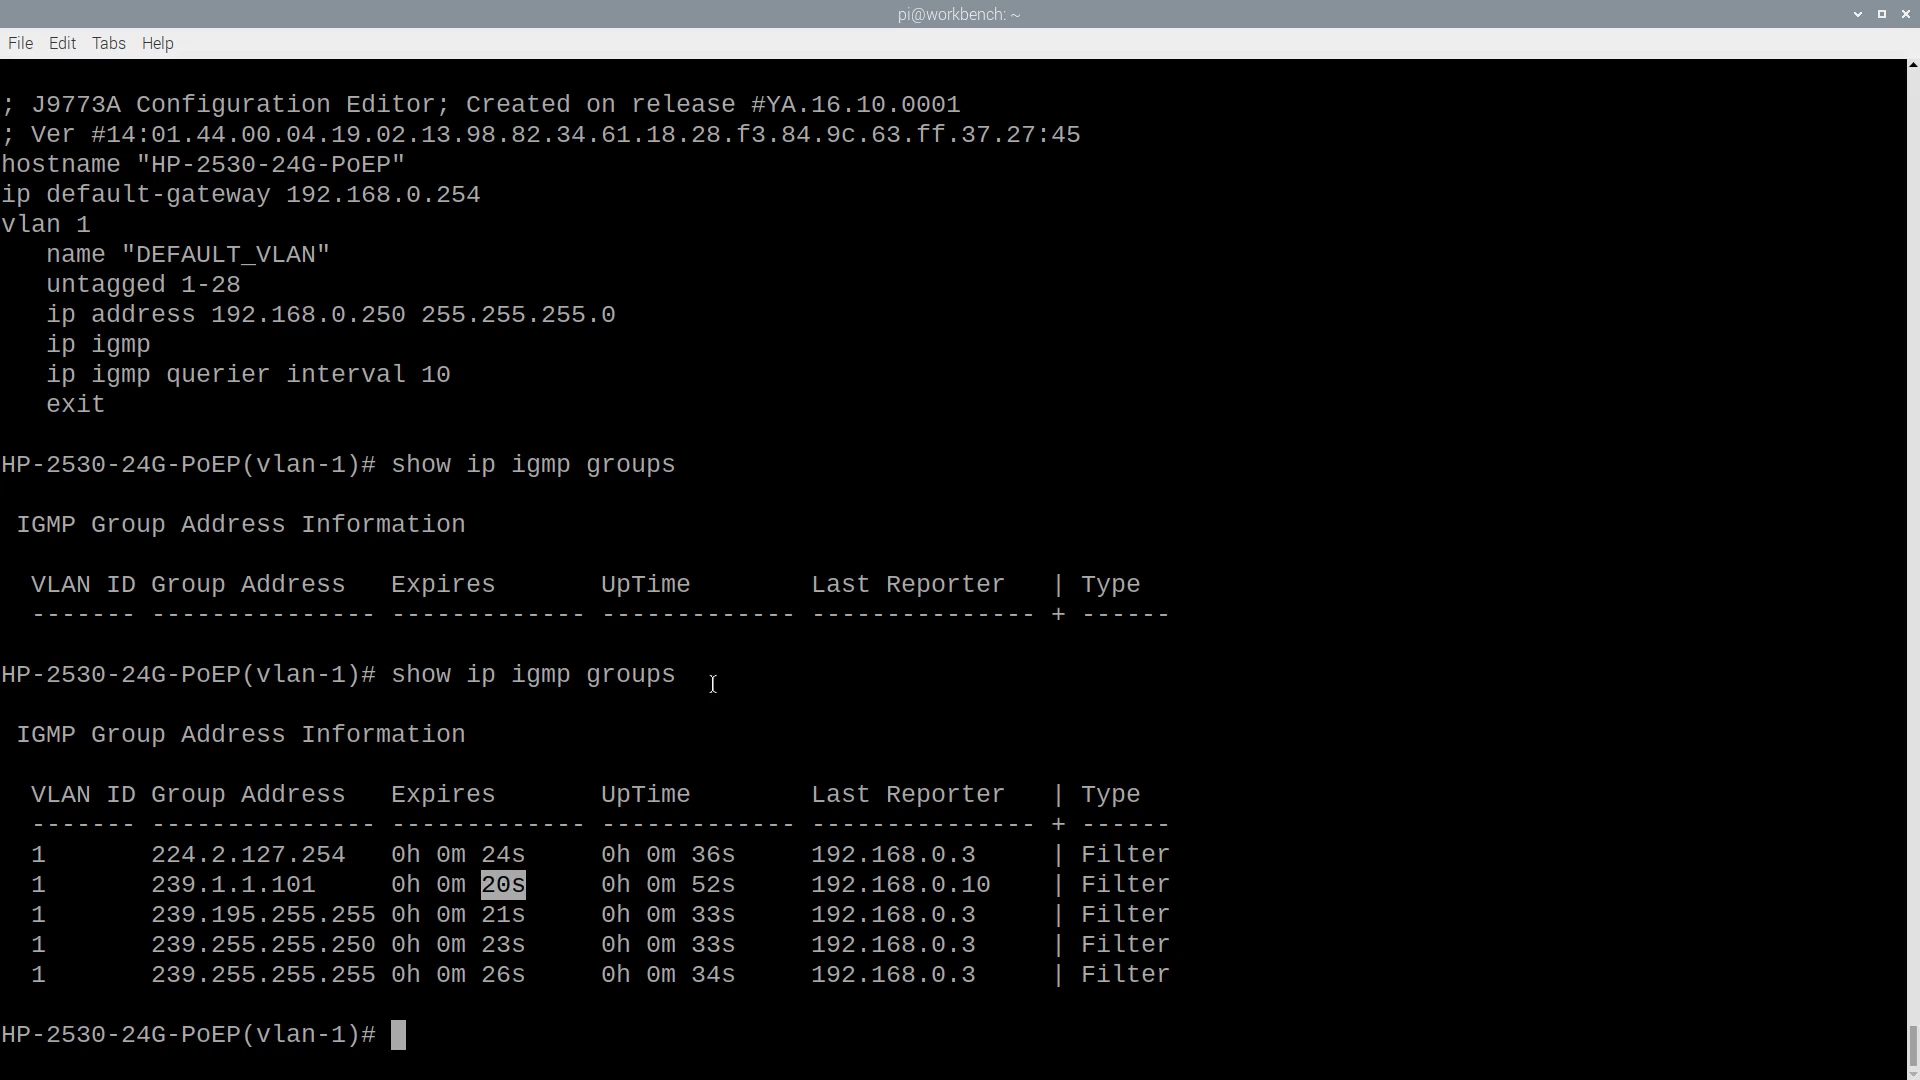 pi@workbench: ~
File Edit Tabs Help
; J9773A Configuration Editor; Created on release #YA.16.10.0001
; Ver #14:01.44.00.04.19.02.13.98.82.34.61.18.28.f3.84.9c.63.ff.37.27:45
hostname "HP-2530-24G-PoEP"
ip default-gateway 192.168.0.254
vlan 1
   name "DEFAULT_VLAN"
   untagged 1-28
   ip address 192.168.0.250 255.255.255.0
   ip igmp
   ip igmp querier interval 10
   exit
HP-2530-24G-PoEP(vlan-1)# show ip igmp groups
 IGMP Group Address Information
  VLAN ID Group Address   Expires       UpTime        Last Reporter   | Type
  ------- --------------- ------------- ------------- --------------- + ------
HP-2530-24G-PoEP(vlan-1)# show ip igmp groups
 IGMP Group Address Information
  VLAN ID Group Address   Expires       UpTime        Last Reporter   | Type
  ------- --------------- ------------- ------------- --------------- + ------
  1       224.2.127.254   0h 0m 24s     0h 0m 36s     192.168.0.3     | Filter
  1       239.1.1.101     0h 0m 20s     0h 0m 52s     192.168.0.10    | Filter
  1       239.195.255.255 0h 0m 21s     0h 0m 33s     192.168.0.3     | Filter
  1       239.255.255.250 0h 0m 23s     0h 0m 33s     192.168.0.3     | Filter
  1       239.255.255.255 0h 0m 26s     0h 0m 34s     192.168.0.3     | Filter
HP-2530-24G-PoEP(vlan-1)#